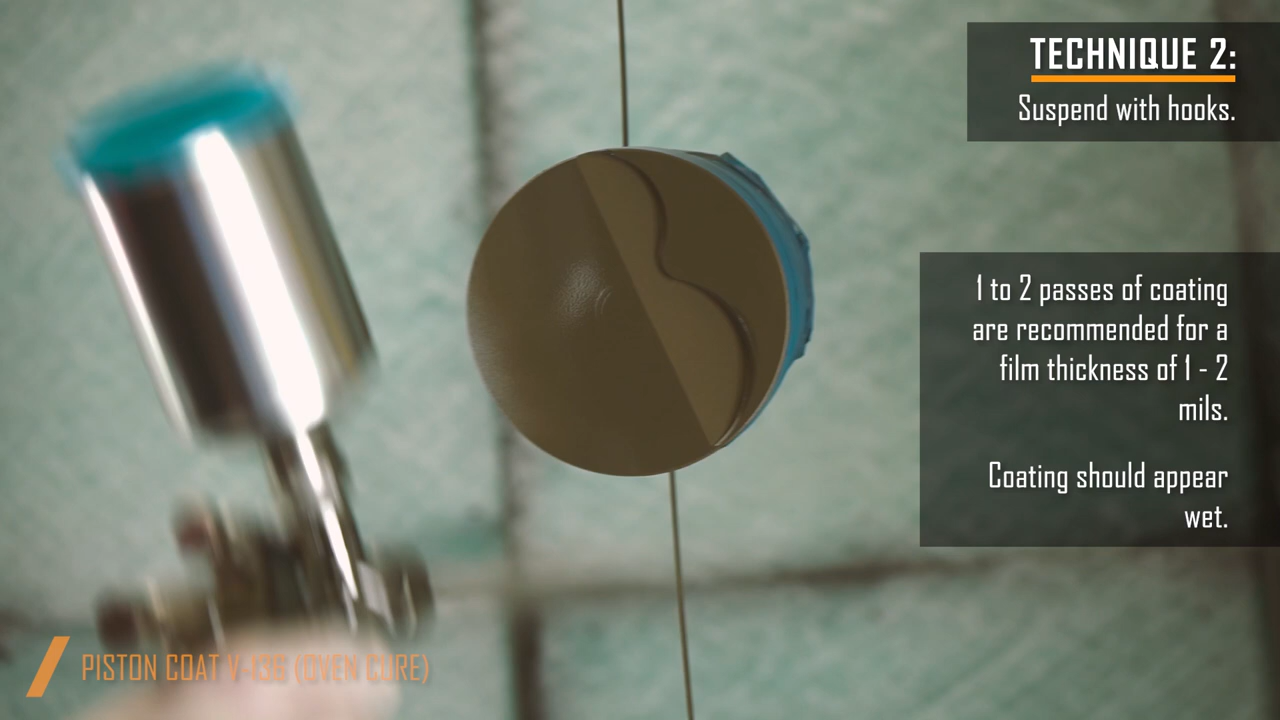 TECHNIQUE 2:
Suspend with hooks.
1 to 2 passes of coating
are recommended for a
film thickness of 1 - 2
mils.
Coating should appear
wet.
PISTON COAT V-136 (OVEN CURE)